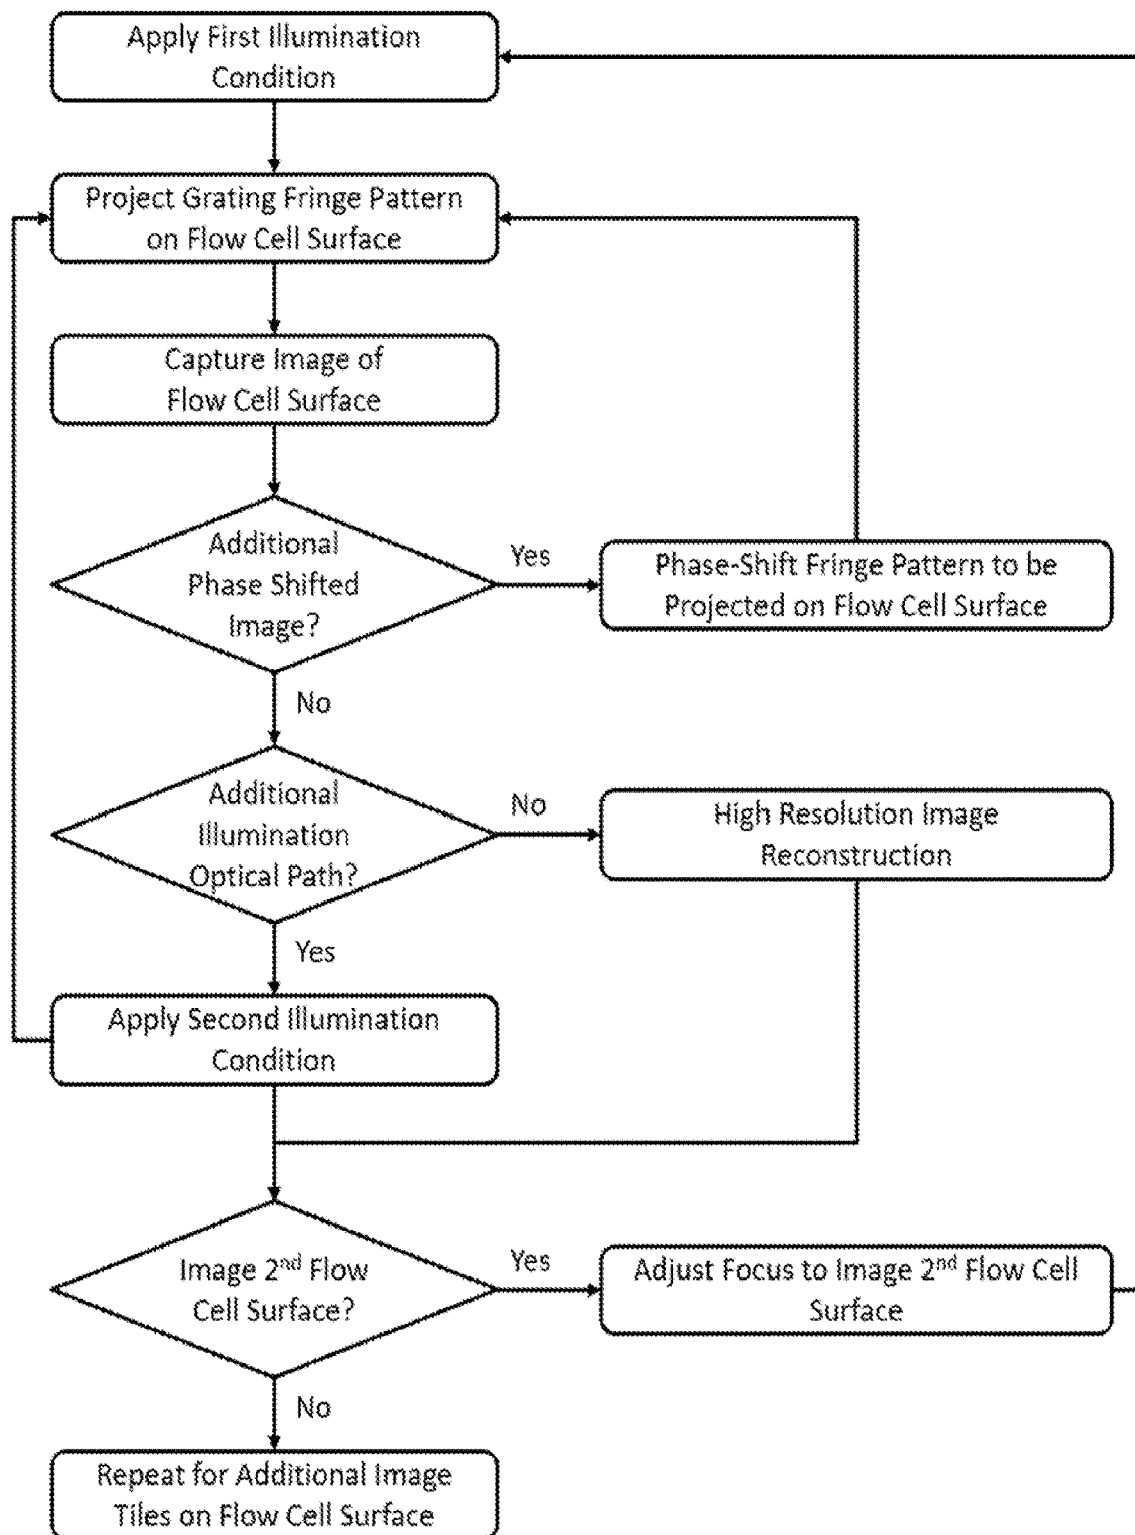 Apply First Illumination
Condition
Project Grating Fringe Pattern
on Flow Cell Surface
Capture Image of
Flow Cell Surface
Additional
Phase Shifted
Image?
Yes
Phase-Shift Fringe Pattern to be
Projected on Flow Cell Surface
No
Additional
Illumination
Optical Path?
No
High Resolution Image
Reconstruction
Yes
Apply Second Illumination
Condition
Image 2nd Flow
Cell Surface?
Yes
Adjust Focus to Image 2nd Flow Cell
Surface
No
Repeat for Additional Image
Tiles on Flow Cell Surface